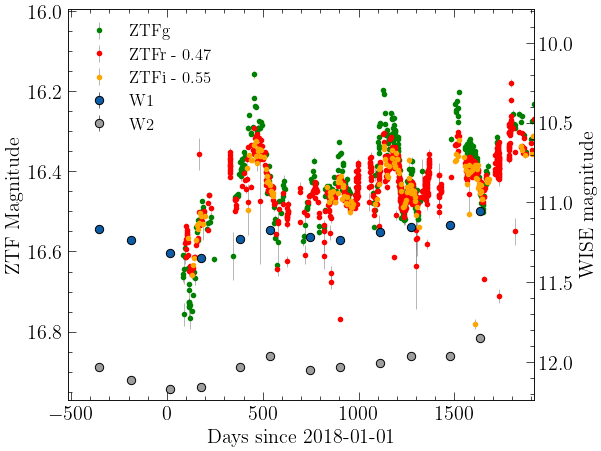 ZTFg
ZTFr - 0.47
ZTFi - 0.55
W1
W2
16.0
16.2
16.4
16.6
16.8
ZTF Magnitude
10.0
10.5
11.0
11.5
12.0
WISE magnitude
−500
0
500
1000
1500
Days since 2018-01-01